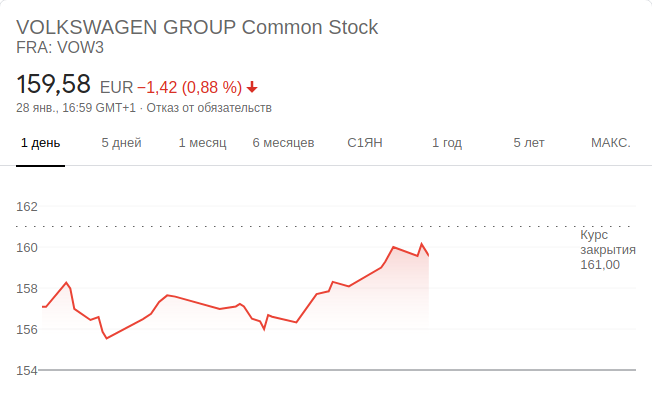 VOLKSWAGEN GROUP Common Stock
FRA: VOW3
159,58 EUR −1,42 (0,88 %)
28 янв., 16:59 GMT+1 · Отказ от обязательств
1 день 5 дней 1 месяц 6 месяцев С1ЯН 1 год 5 лет МАКС.
162
Курс
160
закрытия
161,00
158
156
154